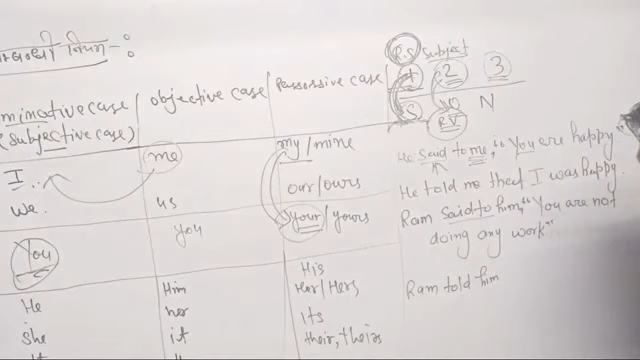 सम्बन्धी नियम -:
minative case / objective case / Possessive case
(subjective case)
R.S Subject
1 2 3
S O N
R.V
I me my/mine
We us our/ours
You you your/yours
His
He Him Her/Hers
she her its
it their, theirs
He said to me, "You are happy"
He told me that I was happy.
Ram said to him, "You are not
doing any work"
Ram told him